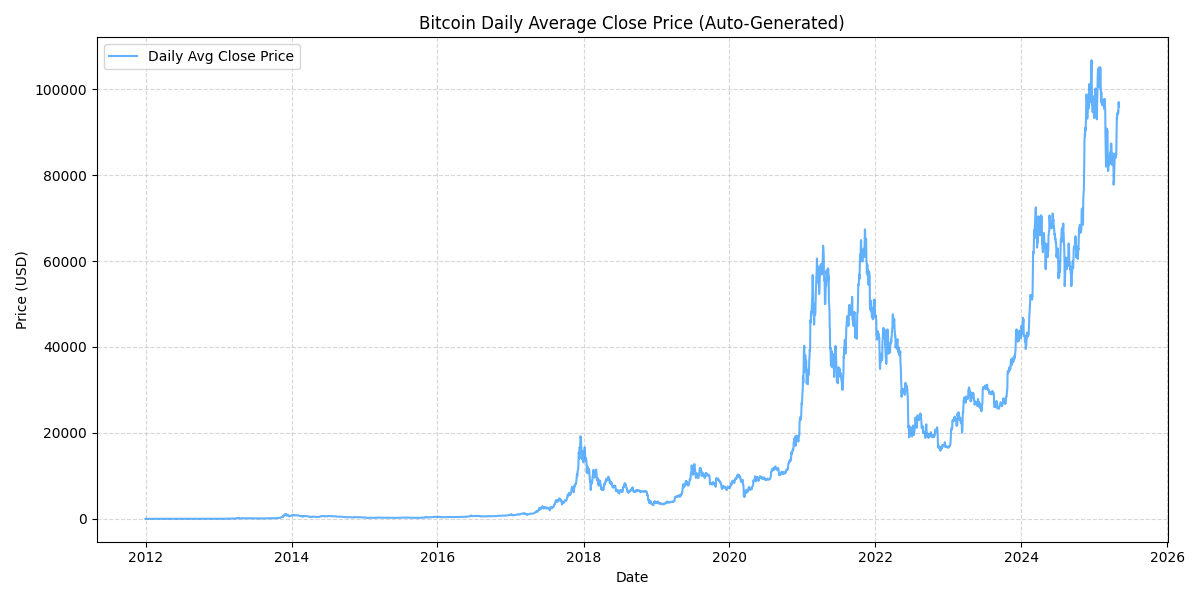 Bitcoin Daily Average Close Price (Auto-Generated)
Daily Avg Close Price
100000
80000
60000
40000
20000
0
Price (USD)
2012 2014 2016 2018 2020 2022 2024 2026
Date